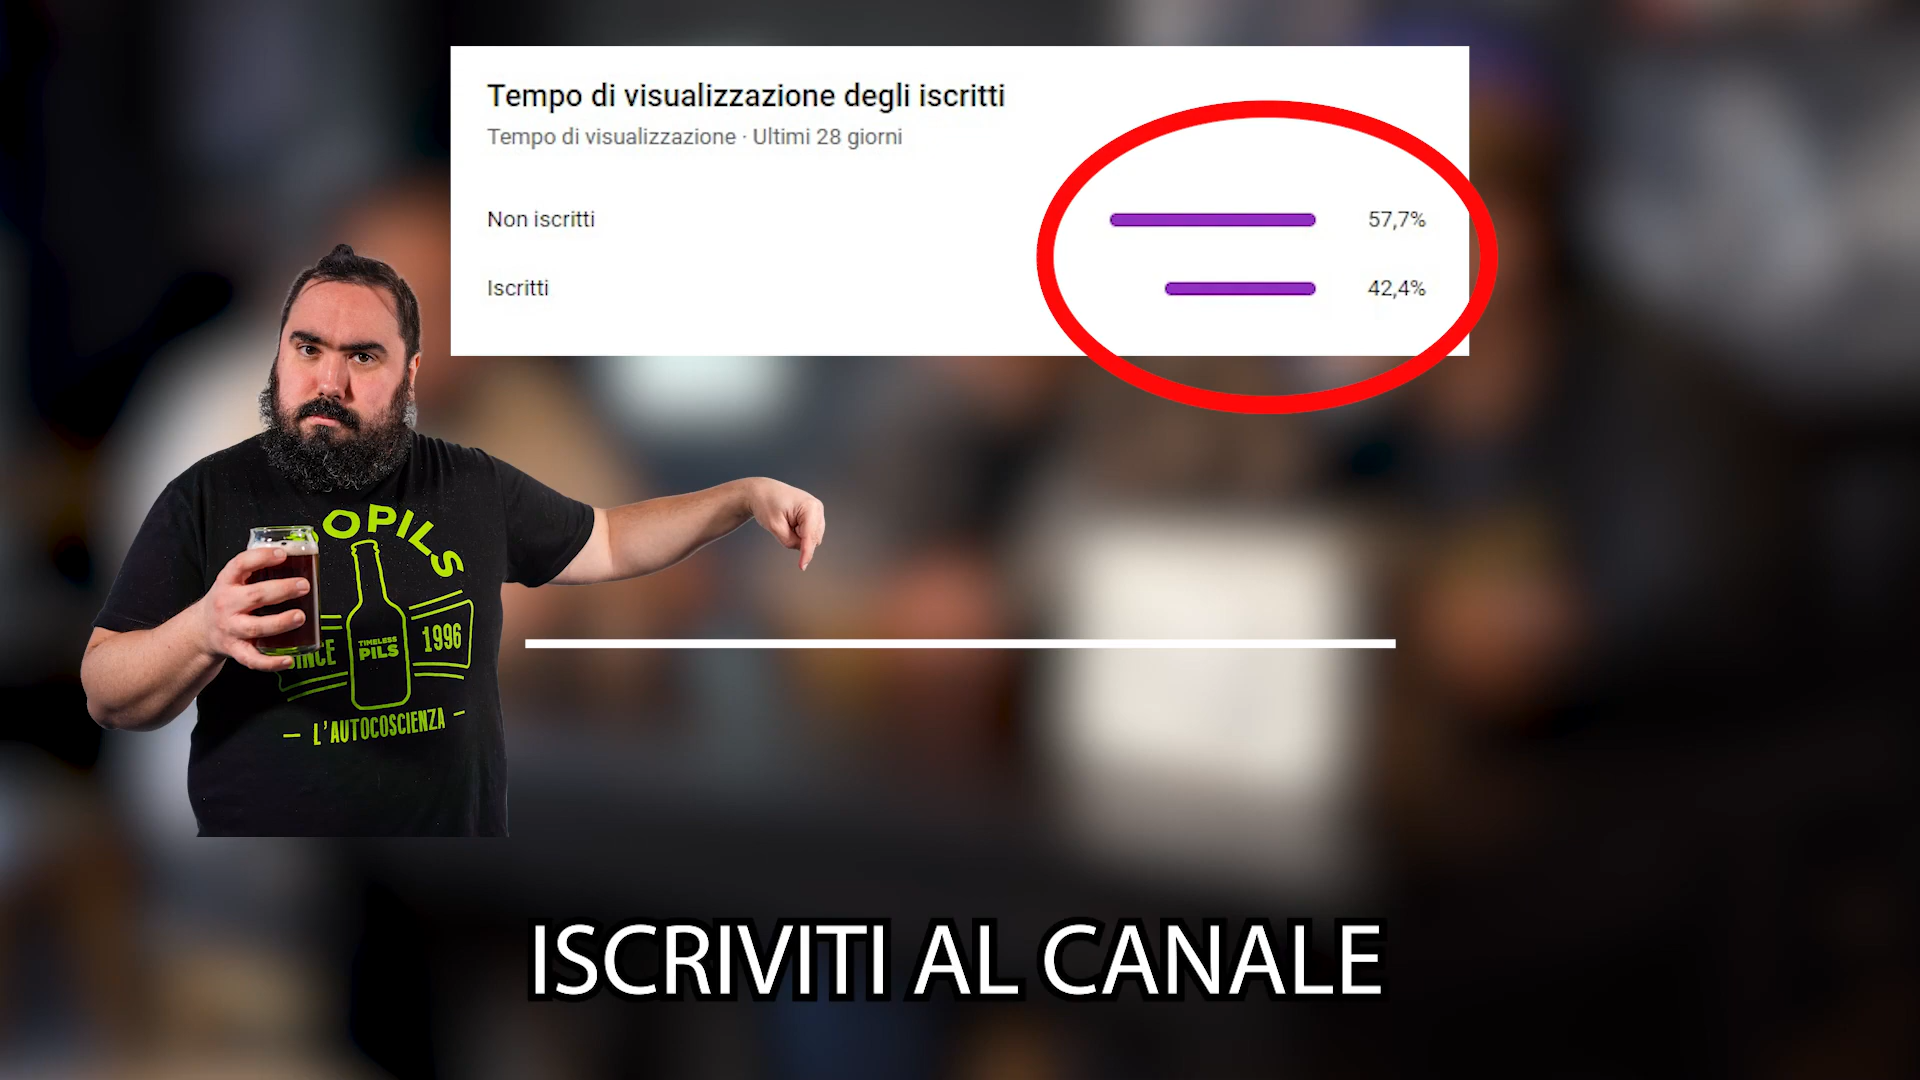 Tempo di visualizzazione degli iscritti
Tempo di visualizzazione · Ultimi 28 giorni
Non iscritti 57,7%
Iscritti 42,4%
OPILS
SINCE
TIMELESS
PILS
1996
– L'AUTOCOSCIENZA –
ISCRIVITI AL CANALE